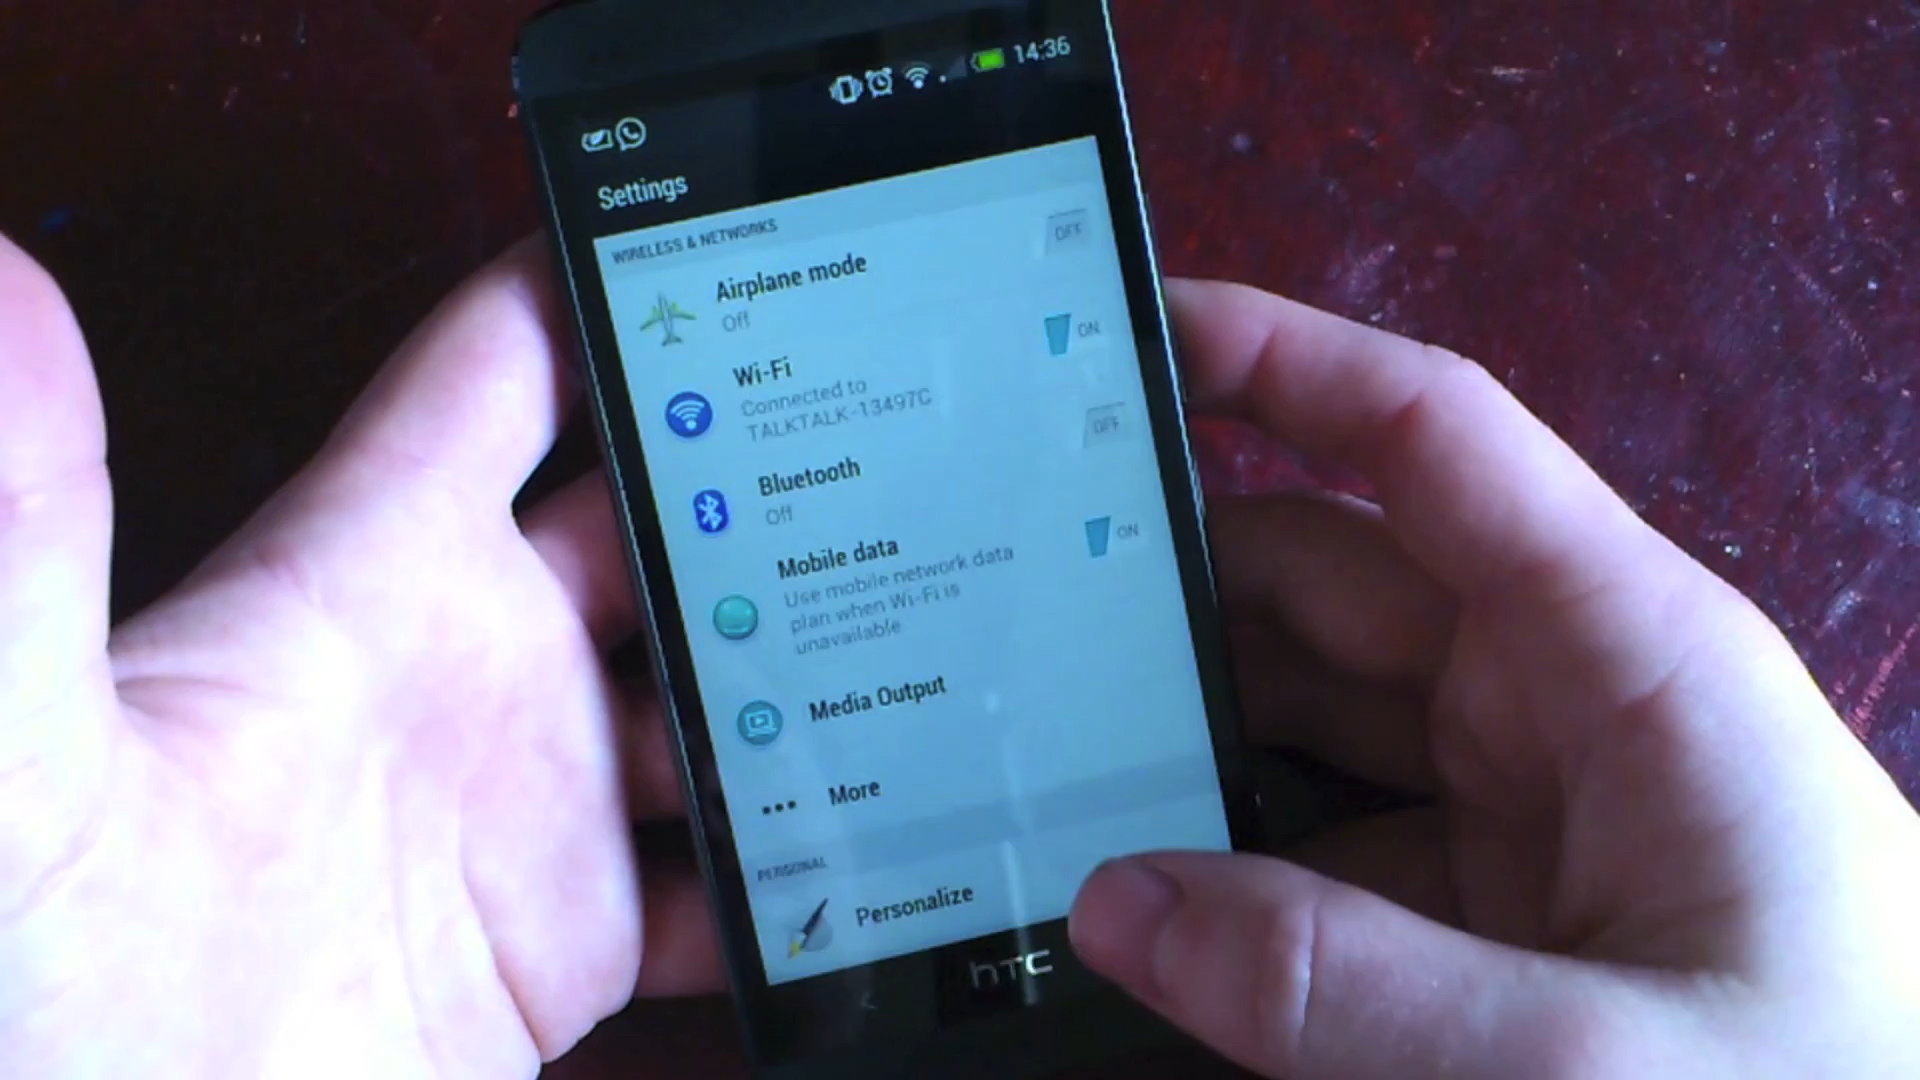 14:36
Settings
WIRELESS & NETWORKS
Airplane mode
Off
OFF
Wi-Fi
Connected to
TALKTALK-13497C
ON
Bluetooth
Off
OFF
Mobile data
Use mobile network data
plan when Wi-Fi is
unavailable
ON
Media Output
More
PERSONAL
Personalize
hTC